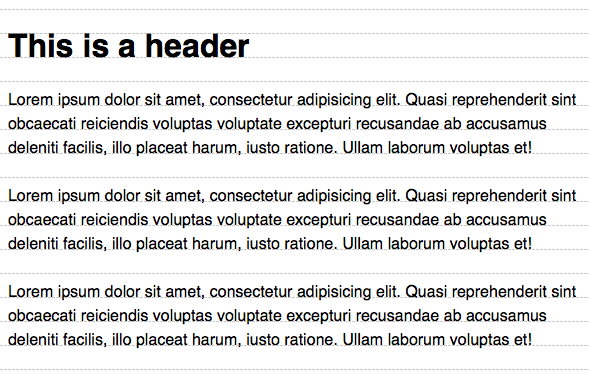 This is a header
Lorem ipsum dolor sit amet, consectetur adipisicing elit. Quasi reprehenderit sint
obcaecati reiciendis voluptas voluptate excepturi recusandae ab accusamus
deleniti facilis, illo placeat harum, iusto ratione. Ullam laborum voluptas et!
Lorem ipsum dolor sit amet, consectetur adipisicing elit. Quasi reprehenderit sint
obcaecati reiciendis voluptas voluptate excepturi recusandae ab accusamus
deleniti facilis, illo placeat harum, iusto ratione. Ullam laborum voluptas et!
Lorem ipsum dolor sit amet, consectetur adipisicing elit. Quasi reprehenderit sint
obcaecati reiciendis voluptas voluptate excepturi recusandae ab accusamus
deleniti facilis, illo placeat harum, iusto ratione. Ullam laborum voluptas et!